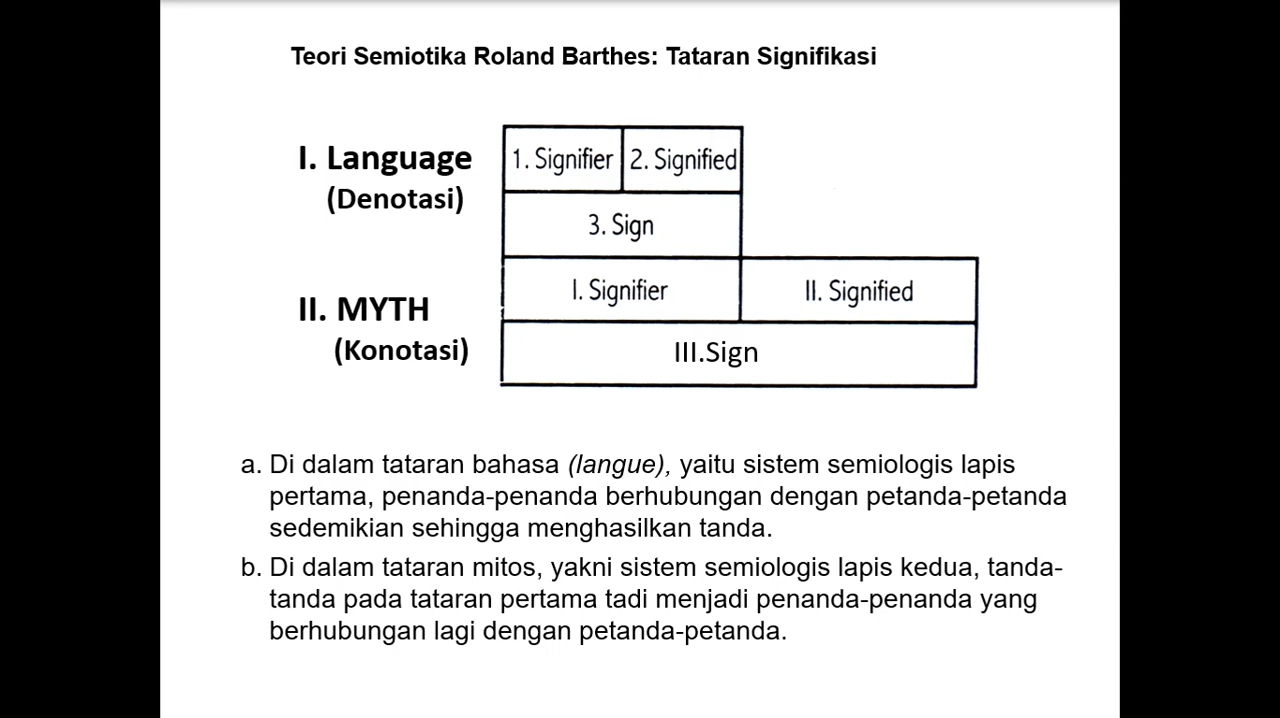 Teori Semiotika Roland Barthes: Tataran Signifikasi
I. Language
(Denotasi)
1. Signifier
2. Signified
3. Sign
I. Signifier
II. Signified
II. MYTH
(Konotasi)
III.Sign
a. Di dalam tataran bahasa (langue), yaitu sistem semiologis lapis
pertama, penanda-penanda berhubungan dengan petanda-petanda
sedemikian sehingga menghasilkan tanda.
b. Di dalam tataran mitos, yakni sistem semiologis lapis kedua, tanda-
tanda pada tataran pertama tadi menjadi penanda-penanda yang
berhubungan lagi dengan petanda-petanda.